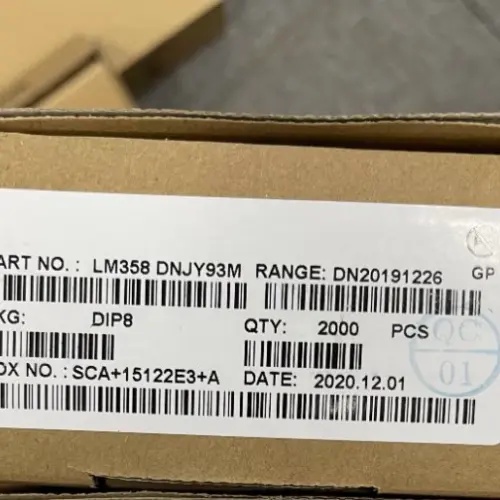 ART NO. : LM358 DNJY93M RANGE: DN20191226 GP
KG: DIP8 QTY: 2000 PCS
OX NO. : SCA+15122E3+A DATE: 2020.12.01
QC
01